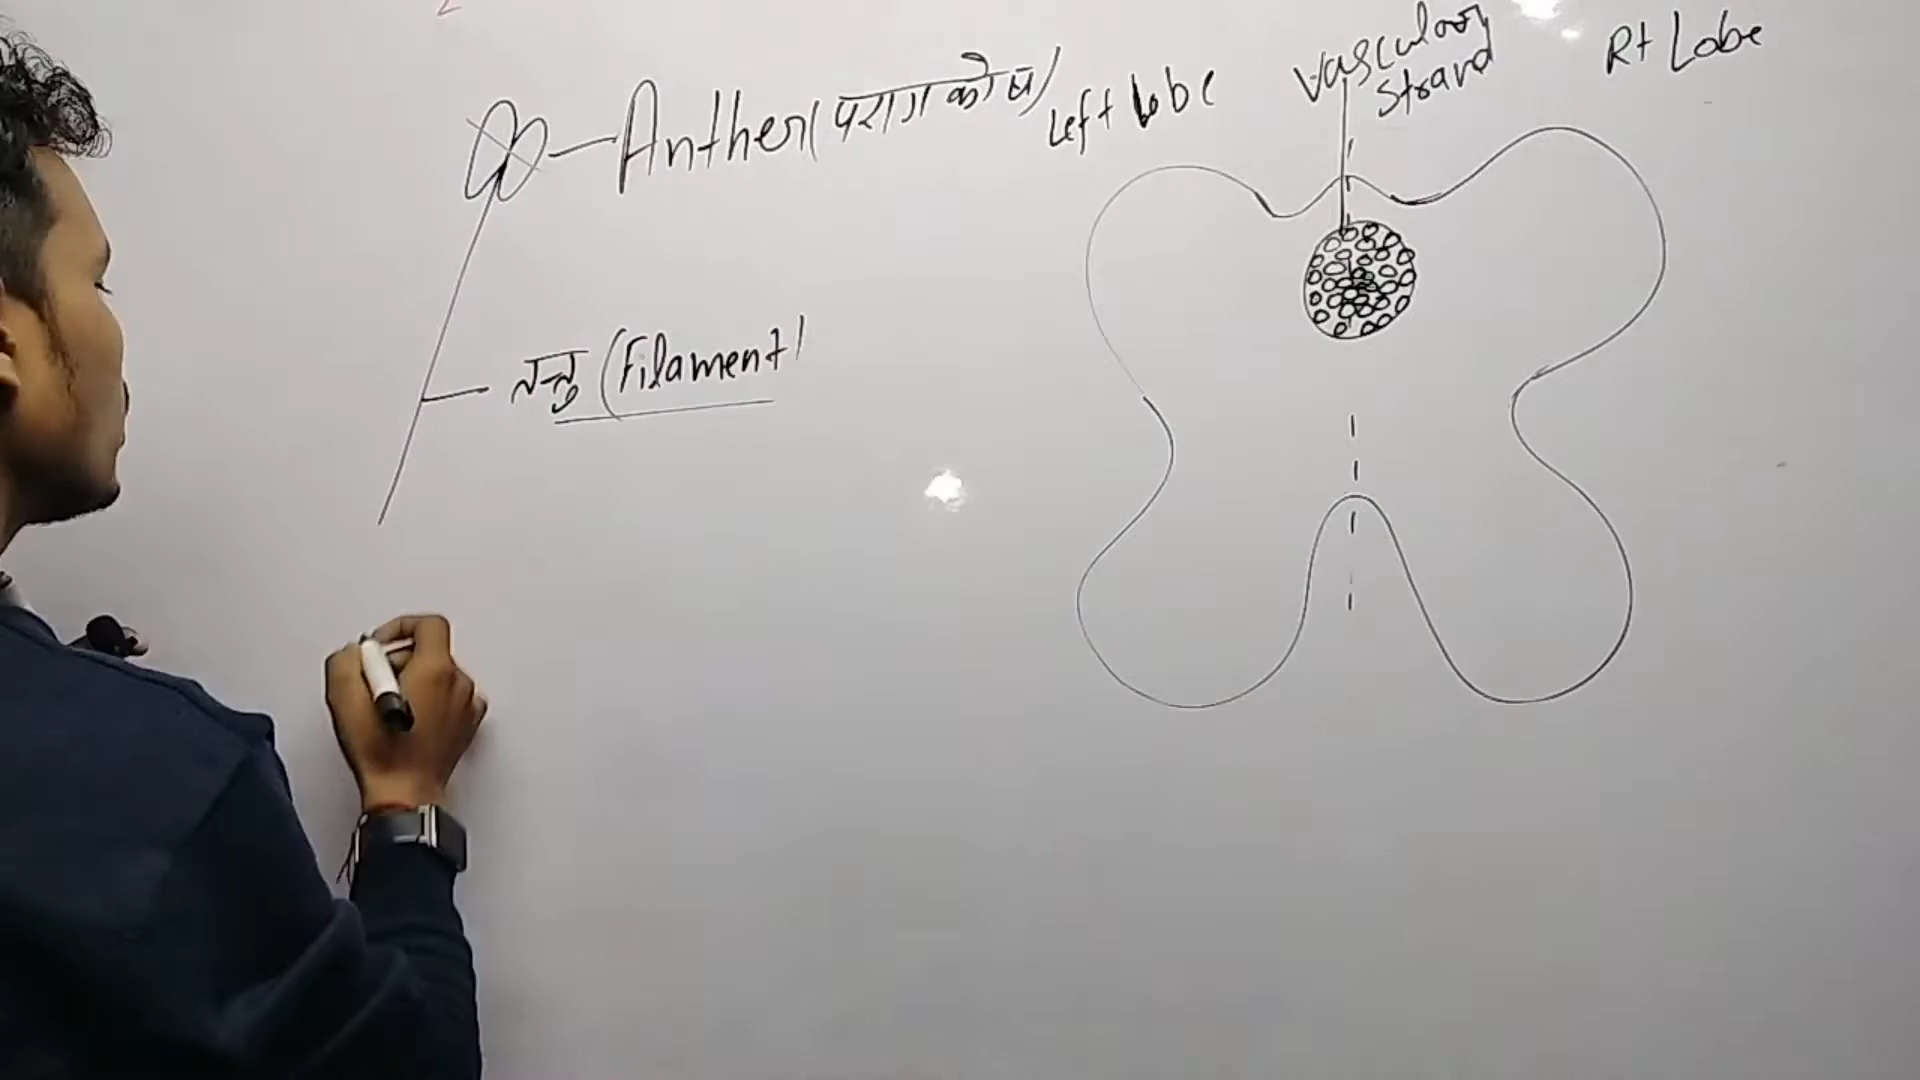 Anther (परागकोष)
Left Lobe
Vascular
Strand
Rt Lobe
तन्तु (Filament)